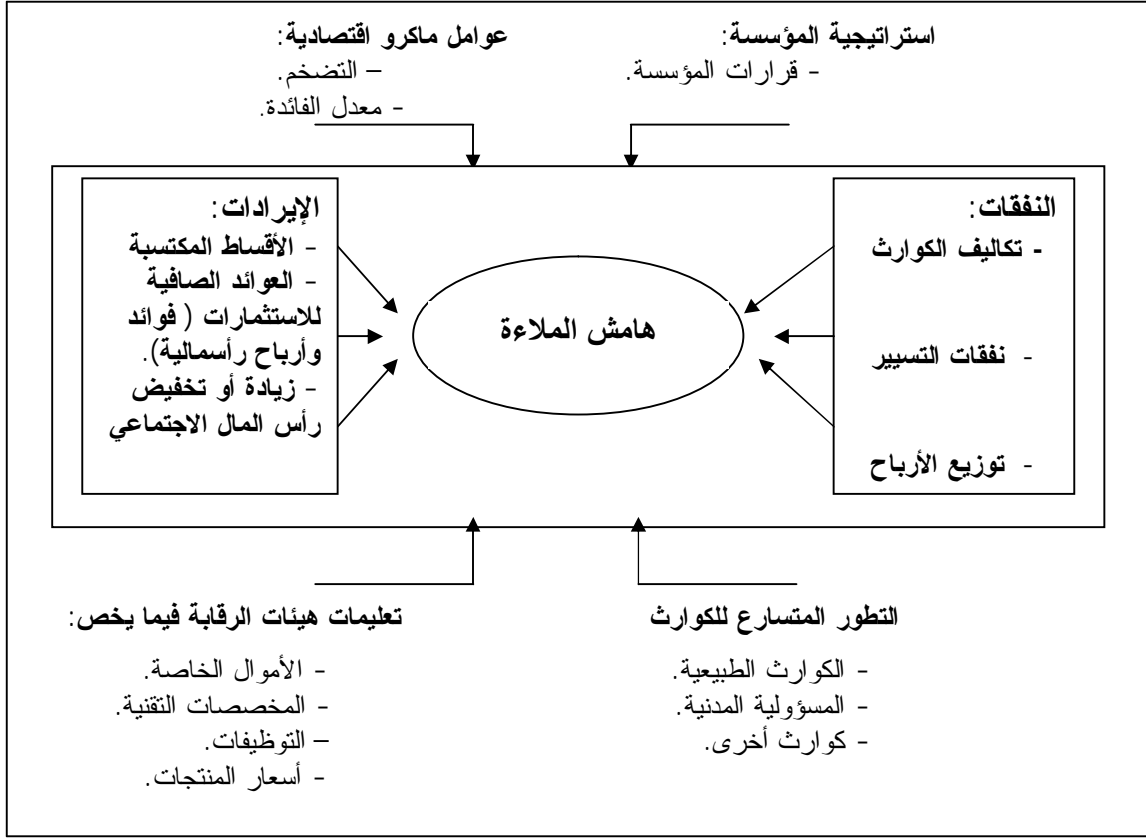 استراتيجية المؤسسة:
- قرارات المؤسسة.
عوامل ماكرو اقتصادية:
– التضخم.
- معدل الفائدة.
النفقات:
- تكاليف الكوارث
- نفقات التسيير
- توزيع الأرباح
هامش الملاءة
الإيرادات:
- الأقساط المكتسبة
- العوائد الصافية
للاستثمارات ( فوائد
وأرباح رأسمالية).
- زيادة أو تخفيض
رأس المال الاجتماعي
التطور المتسارع للكوارث
- الكوارث الطبيعية.
- المسؤولية المدنية.
- كوارث أخرى.
تعليمات هيئات الرقابة فيما يخص:
- الأموال الخاصة.
- المخصصات التقنية.
– التوظيفات.
- أسعار المنتجات.